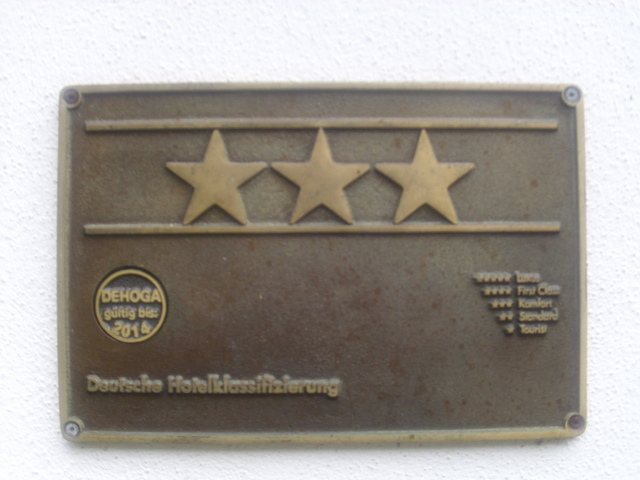 DEHOGA
gültig bis:
2014
***** Luxus
**** First Class
*** Komfort
** Standard
* Tourist
Deutsche Hotelklassifizierung